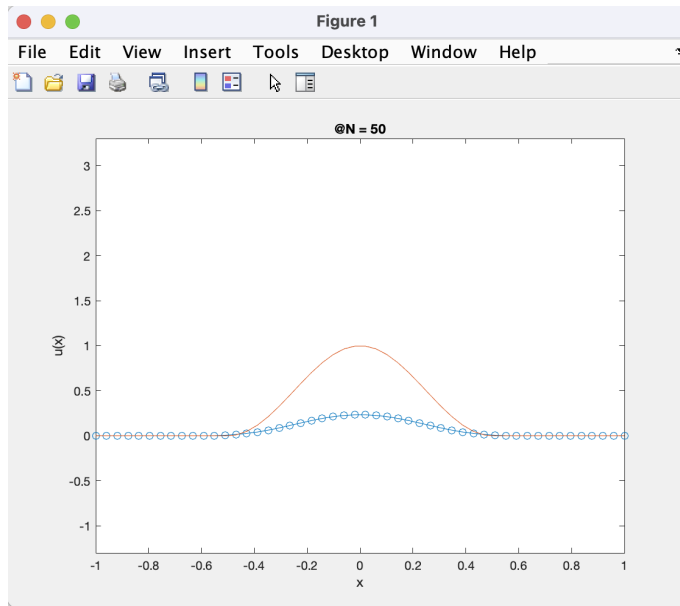 Figure 1
File Edit View Insert Tools Desktop Window Help
@N = 50
3
2.5
2
1.5
1
0.5
0
-0.5
-1
u(x)
-1 -0.8 -0.6 -0.4 -0.2 0 0.2 0.4 0.6 0.8 1
x